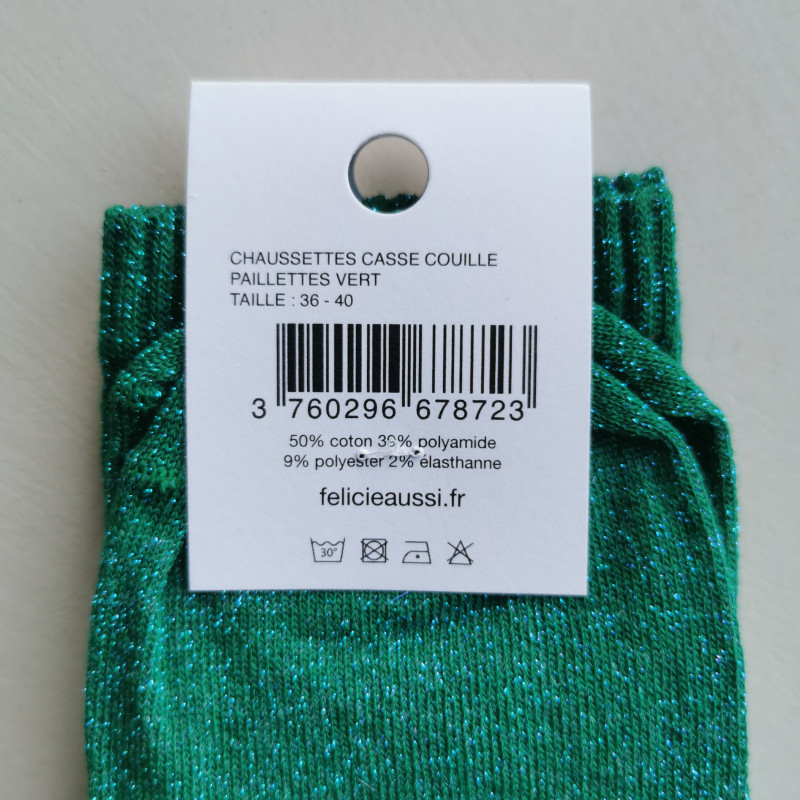 CHAUSSETTES CASSE COUILLE
PAILLETTES VERT
TAILLE : 36 - 40
3 760296 678723
50% coton 39% polyamide
9% polyester 2% élasthanne
felicieaussi.fr
30°